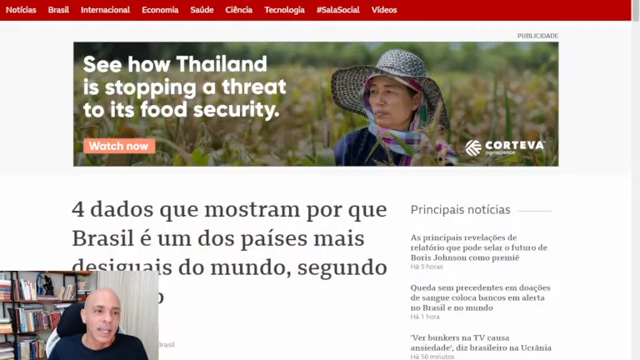 Notícias Brasil Internacional Economia Saúde Ciência Tecnologia #SalaSocial Vídeos
PUBLICIDADE
See how Thailand
is stopping a threat
to its food security.
Watch now
CORTEVA
agriscience
4 dados que mostram por que
Brasil é um dos países mais
desiguais do mundo, segundo
Principais notícias
As principais revelações de
relatório que pode selar o futuro de
Boris Johnson como premiê
Há 5 horas
Queda sem precedentes em doações
de sangue coloca bancos em alerta
no Brasil e no mundo
Há 1 hora
'Ver bunkers na TV causa
ansiedade', diz brasileiro na Ucrânia
Há 56 minutos